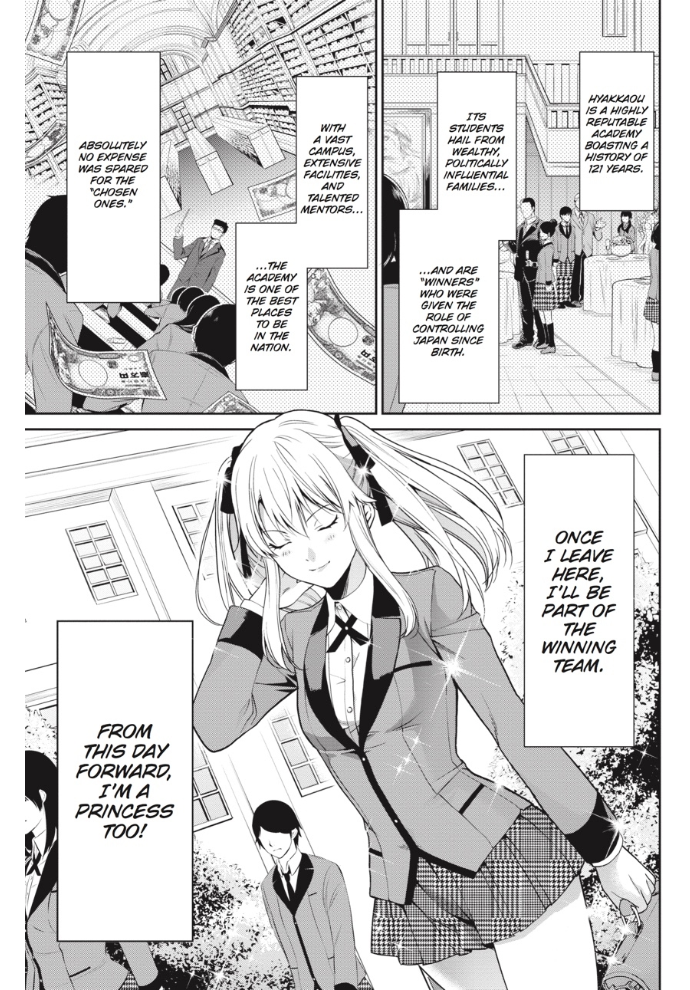 HYAKKAOU
IS A HIGHLY
REPUTABLE
ACADEMY
BOASTING A
HISTORY OF
121 YEARS.
ITS
STUDENTS
HAIL FROM
WEALTHY,
POLITICALLY
INFLUENTIAL
FAMILIES...
...AND ARE
"WINNERS"
WHO WERE
GIVEN THE
ROLE OF
CONTROLLING
JAPAN SINCE
BIRTH.
WITH
A VAST
CAMPUS,
EXTENSIVE
FACILITIES,
AND
TALENTED
MENTORS...
...THE
ACADEMY
IS ONE OF
THE BEST
PLACES
TO BE
IN THE
NATION.
ABSOLUTELY
NO EXPENSE
WAS SPARED
FOR THE
"CHOSEN
ONES."
ONCE
I LEAVE
HERE,
I'LL BE
PART OF
THE
WINNING
TEAM.
FROM
THIS DAY
FORWARD,
I'M A
PRINCESS
TOO!